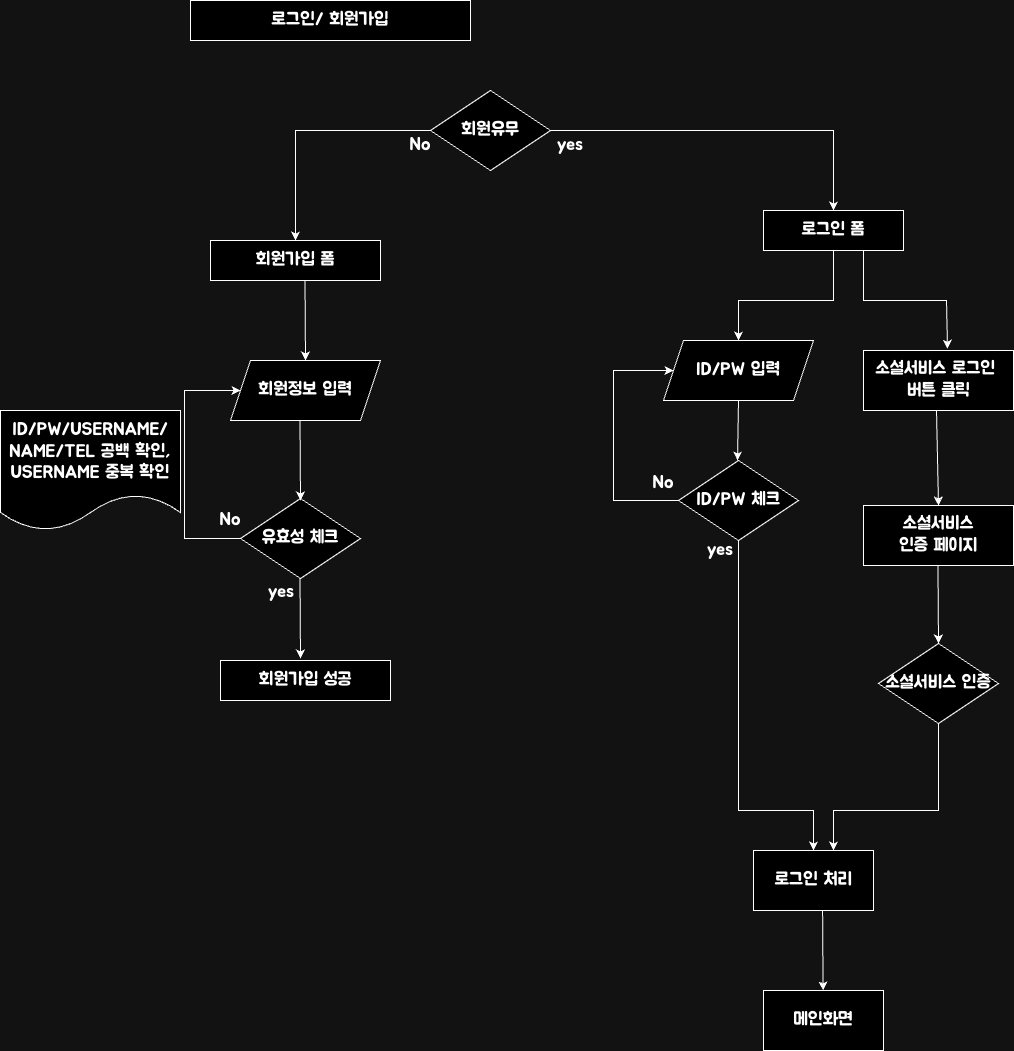 로그인/ 회원가입
회원유무
No
yes
회원가입 폼
회원정보 입력
ID/PW/USERNAME/
NAME/TEL 공백 확인,
USERNAME 중복 확인
No
유효성 체크
yes
회원가입 성공
로그인 폼
ID/PW 입력
No
ID/PW 체크
yes
소셜서비스 로그인
버튼 클릭
소셜서비스
인증 페이지
소셜서비스 인증
로그인 처리
메인화면